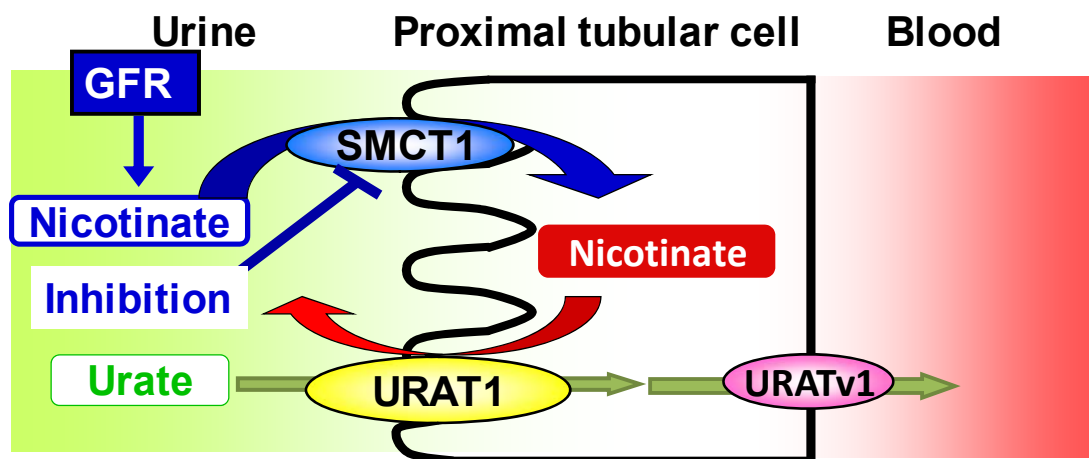 Urine Proximal tubular cell Blood
GFR
SMCT1
Nicotinate
Nicotinate
Inhibition
Urate
URAT1
URATv1